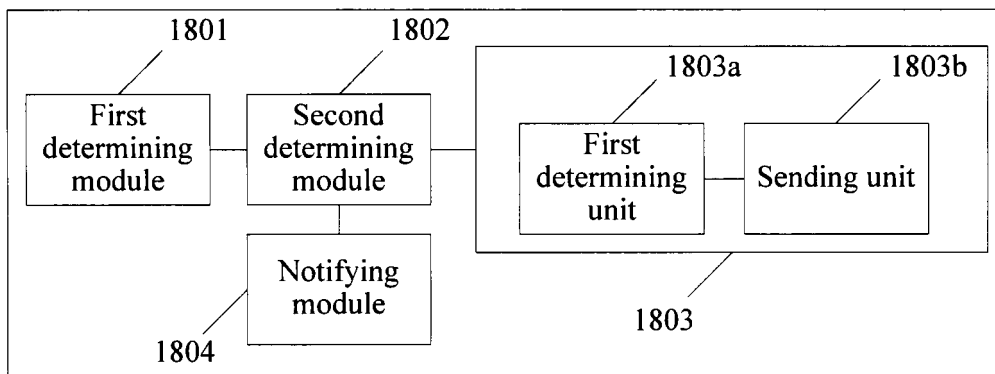 1801
1802
1803a
1803b
First
determining
module
Second
determining
module
First
determining
unit
Sending unit
Notifying
module
1804
1803